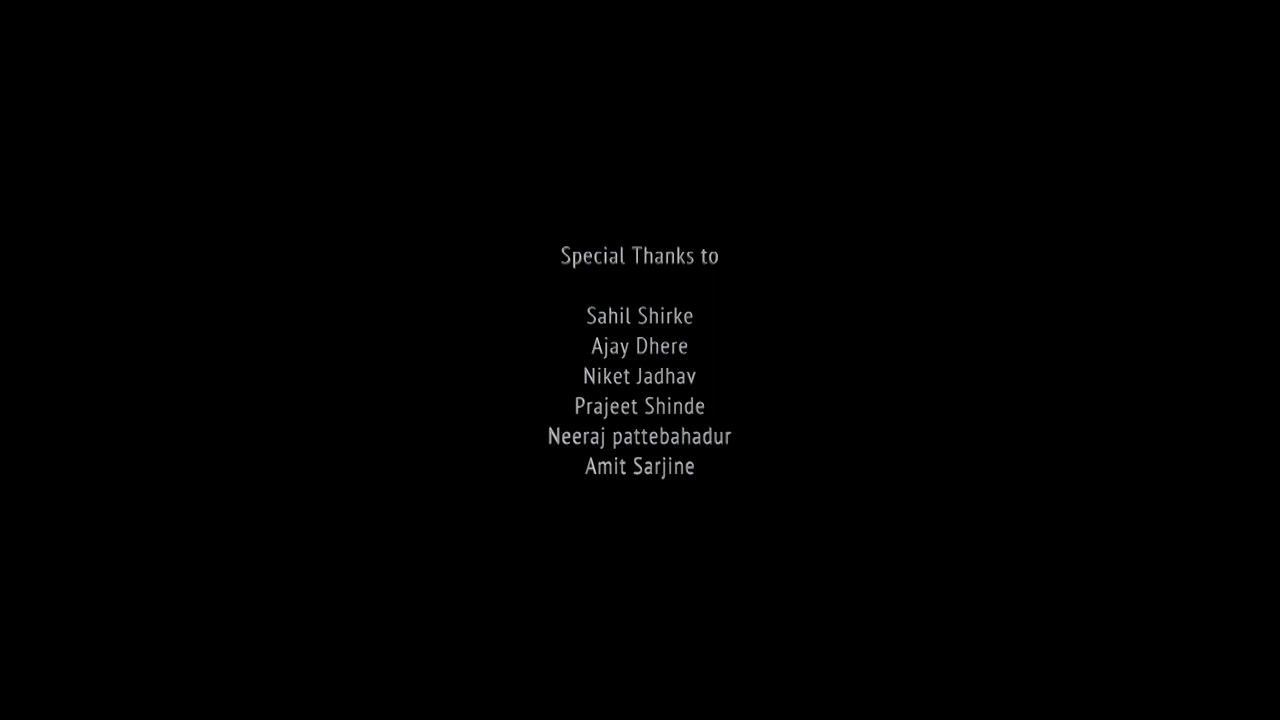 Special Thanks to
Sahil Shirke
Ajay Dhere
Niket Jadhav
Prajeet Shinde
Neeraj pattebahadur
Amit Sarjine